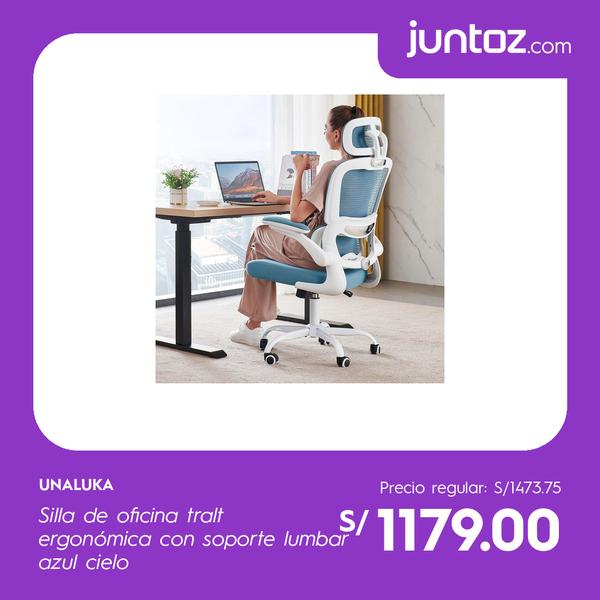 juntoz.com
UNALUKA
Silla de oficina tralt
ergonómica con soporte lumbar
azul cielo
Precio regular: S/1473.75
S/ 1179.00